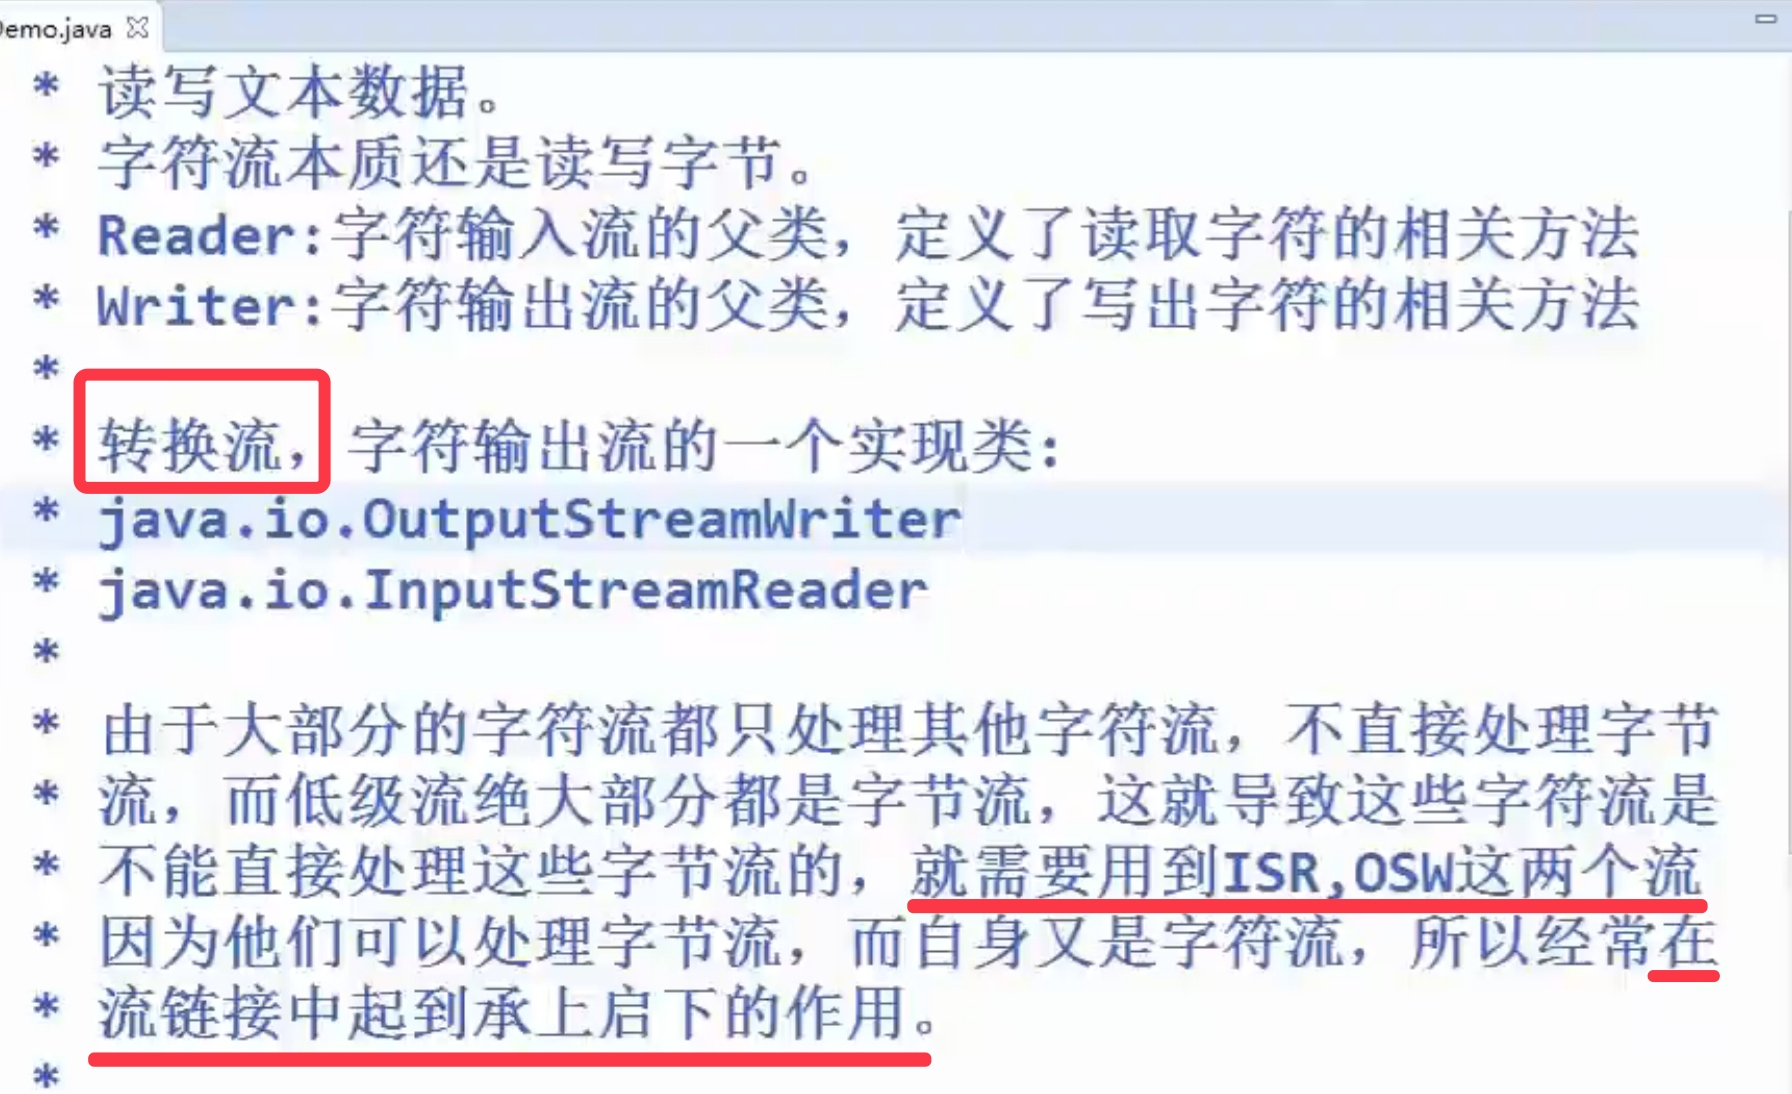 Demo.java
* 读写文本数据。
* 字符流本质还是读写字节。
* Reader:字符输入流的父类，定义了读取字符的相关方法
* Writer:字符输出流的父类，定义了写出字符的相关方法
*
* 转换流，字符输出流的一个实现类：
* java.io.OutputStreamWriter
* java.io.InputStreamReader
*
* 由于大部分的字符流都只处理其他字符流，不直接处理字节
* 流，而低级流绝大部分都是字节流，这就导致这些字符流是
* 不能直接处理这些字节流的，就需要用到ISR,OSW这两个流
* 因为他们可以处理字节流，而自身又是字符流，所以经常在
* 流链接中起到承上启下的作用。
*